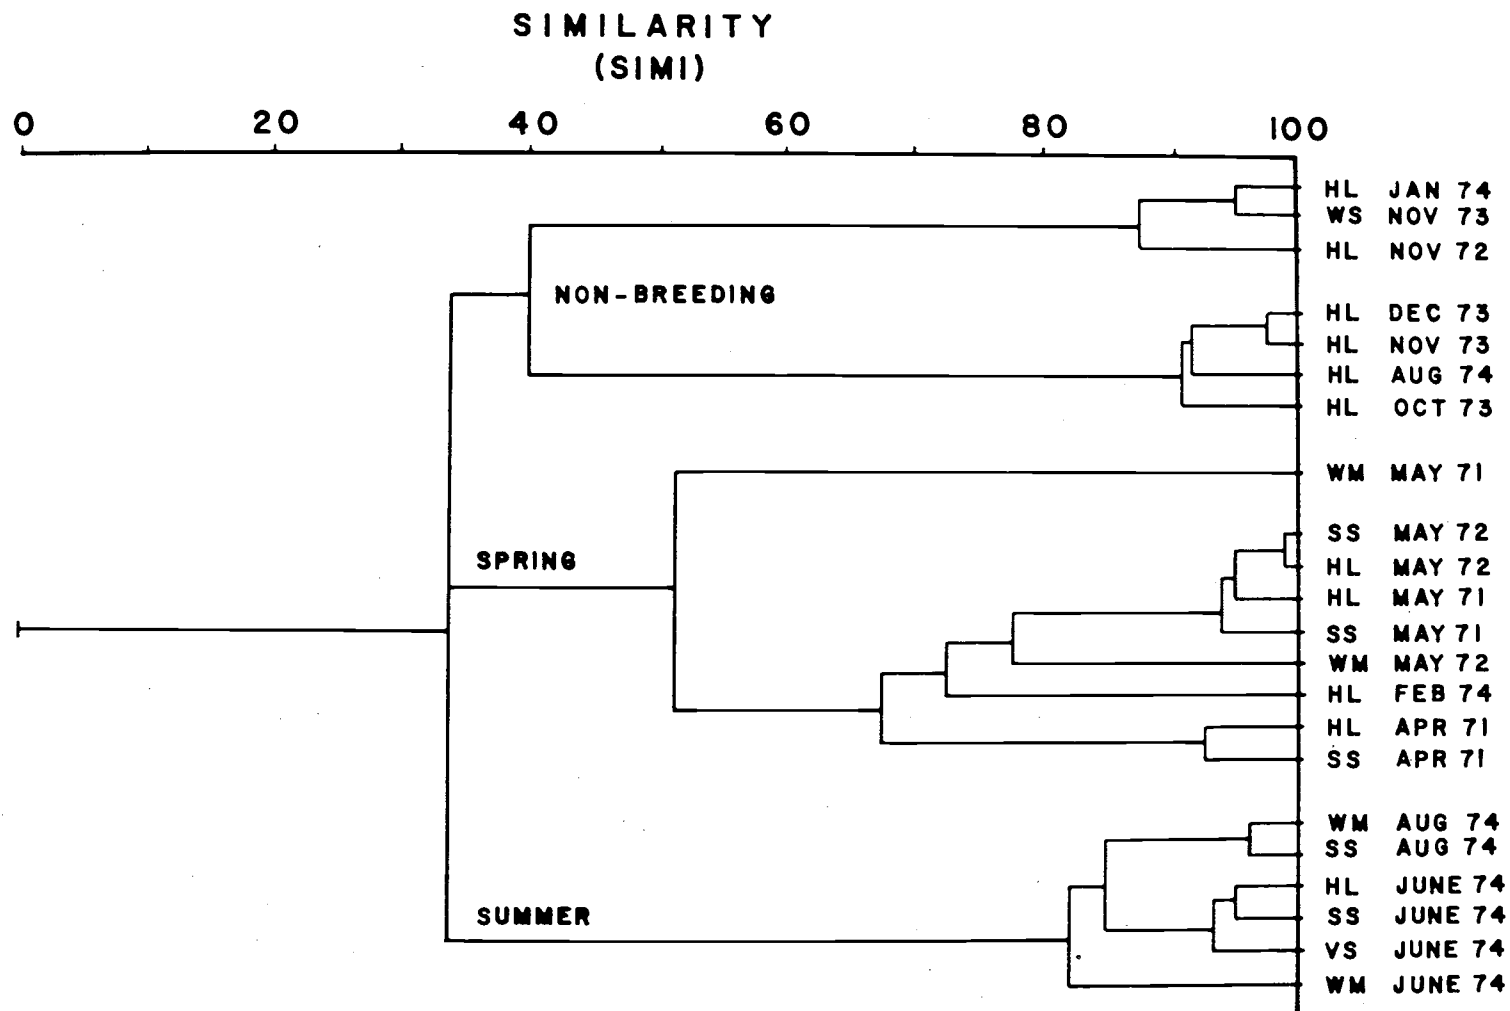 SIMILARITY
(SIMI)
0 20 40 60 80 100
HL JAN 74
WS NOV 73
HL NOV 72
NON-BREEDING
HL DEC 73
HL NOV 73
HL AUG 74
HL OCT 73
WM MAY 71
SPRING
SS MAY 72
HL MAY 72
HL MAY 71
SS MAY 71
WM MAY 72
HL FEB 74
HL APR 71
SS APR 71
WM AUG 74
SS AUG 74
SUMMER
HL JUNE 74
SS JUNE 74
VS JUNE 74
WM JUNE 74